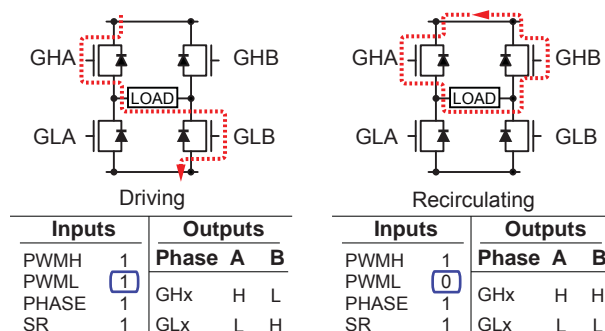 GHA GHB GHA GHB
LOAD LOAD
GLA GLB GLA GLB
Driving Recirculating
Inputs Outputs Inputs Outputs
PWMH 1 Phase A B PWMH 1 Phase A B
PWML 1 PWML 0
GHx H L GHx H H
PHASE 1 PHASE 1
SR 1 GLx L H SR 1 GLx L L